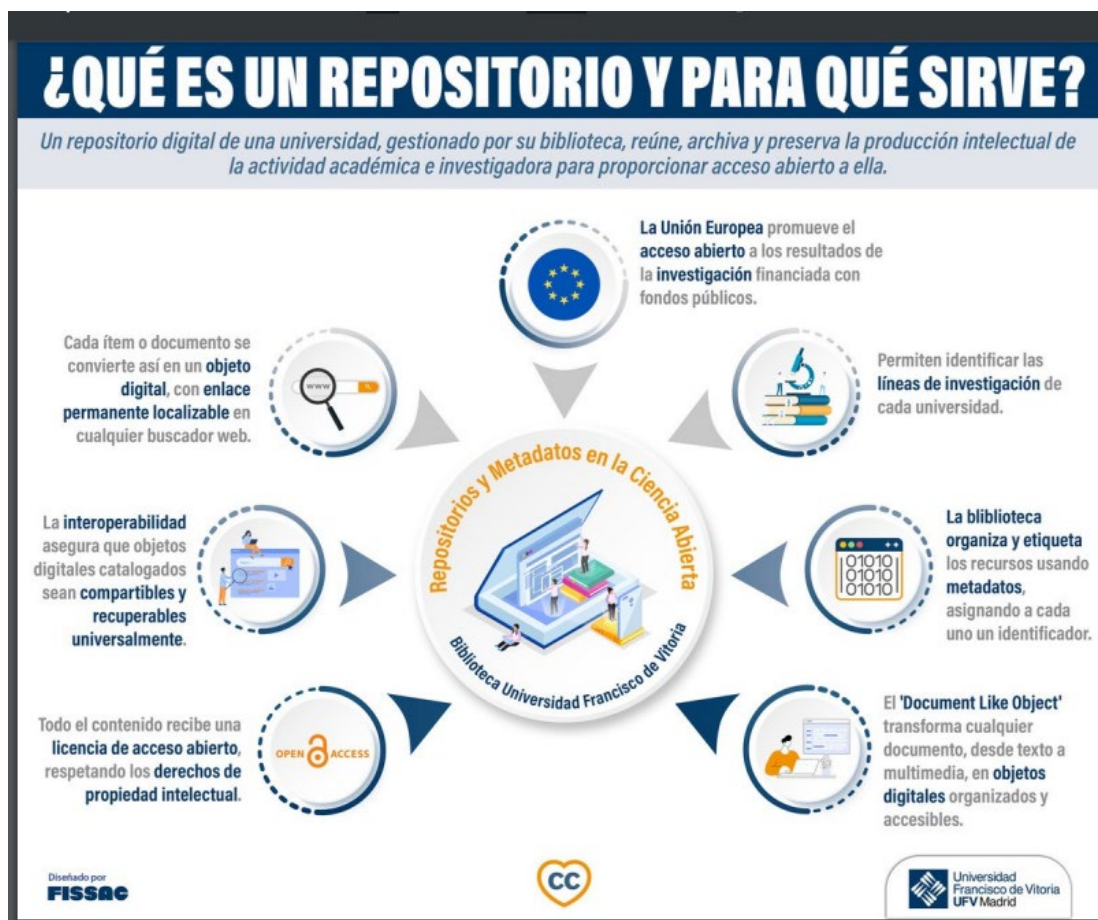 ¿QUÉ ES UN REPOSITORIO Y PARA QUÉ SIRVE?
Un repositorio digital de una universidad, gestionado por su biblioteca, reúne, archiva y preserva la producción intelectual de
la actividad académica e investigadora para proporcionar acceso abierto a ella.
La Unión Europea promueve el
acceso abierto a los resultados de
la investigación financiada con
fondos públicos.
Cada ítem o documento se
convierte así en un objeto
digital, con enlace
permanente localizable en
cualquier buscador web.
www
Permiten identificar las
líneas de investigación de
cada universidad.
La interoperabilidad
asegura que objetos
digitales catalogados
sean compartibles y
recuperables
universalmente.
Repositorios y Metadatos en la Ciencia Abierta
Biblioteca Universidad Francisco de Vitoria
01010
01010
01010
La bliblioteca
organiza y etiqueta
los recursos usando
metadatos,
asignando a cada
uno un identificador.
Todo el contenido recibe una
licencia de acceso abierto,
respetando los derechos de
propiedad intelectual.
OPEN ACCESS
El 'Document Like Object'
transforma cualquier
documento, desde texto a
multimedia, en objetos
digitales organizados y
accesibles.
Diseñado por
FISSAC
CC
Universidad
Francisco de Vitoria
UFV Madrid